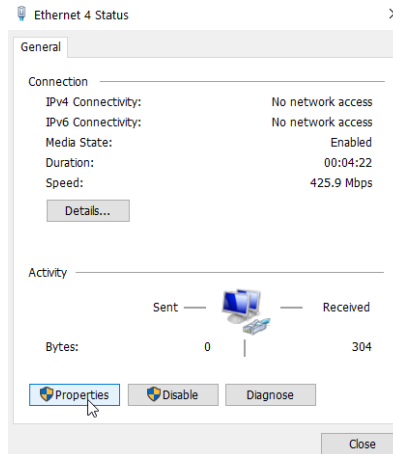 Ethernet 4 Status
General
Connection
IPv4 Connectivity: No network access
IPv6 Connectivity: No network access
Media State: Enabled
Duration: 00:04:22
Speed: 425.9 Mbps
Details...
Activity
Sent Received
Bytes: 0 304
Properties Disable Diagnose
Close